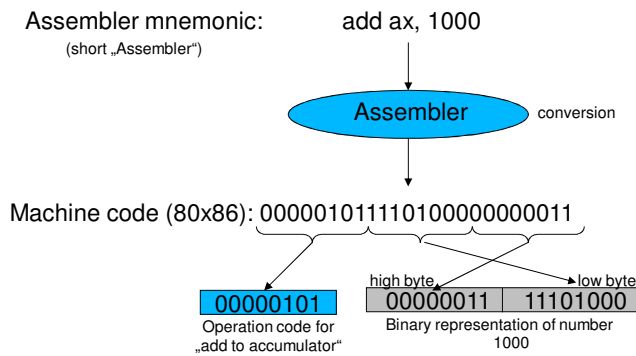 Assembler mnemonic: add ax, 1000
(short „Assembler“)
Assembler conversion
Machine code (80x86): 000001011110100000000011
high byte low byte
00000101 00000011 11101000
Operation code for Binary representation of number
„add to accumulator“ 1000